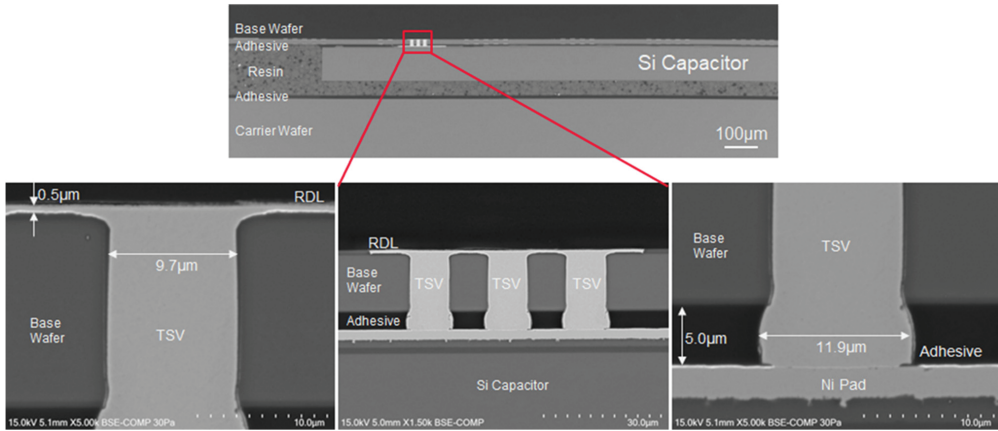 Base Wafer
Adhesive
Resin
Si Capacitor
Adhesive
Carrier Wafer
100μm
0.5μm
RDL
9.7μm
Base
Wafer
TSV
15.0kV 5.1mm X5.00k BSE-COMP 30Pa
10.0μm
RDL
Base
Wafer
TSV
TSV
TSV
Adhesive
Si Capacitor
15.0kV 5.0mm X1.50k BSE-COMP 30Pa
30.0μm
Base
Wafer
TSV
5.0μm
11.9μm
Adhesive
Ni Pad
15.0kV 5.1mm X5.00k BSE-COMP 30Pa
10.0μm